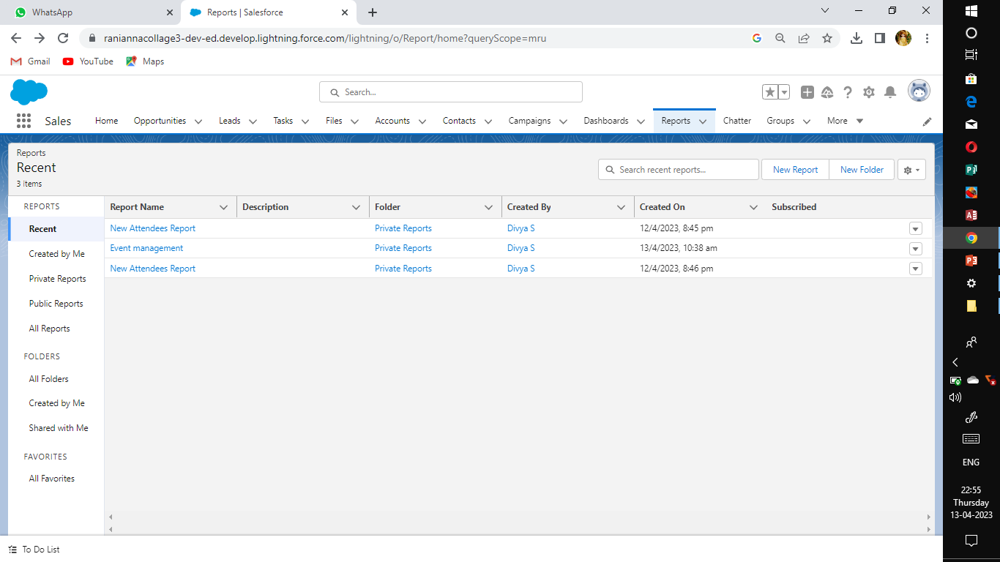 WhatsApp
Reports | Salesforce
raniannacollage3-dev-ed.develop.lightning.force.com/lightning/o/Report/home?queryScope=mru
Gmail YouTube Maps
Search...
Sales Home Opportunities Leads Tasks Files Accounts Contacts Campaigns Dashboards Reports Chatter Groups More
Reports
Recent
3 items
Search recent reports...
New Report New Folder
REPORTS
Recent
Created by Me
Private Reports
Public Reports
All Reports
FOLDERS
All Folders
Created by Me
Shared with Me
FAVORITES
All Favorites
Report Name Description Folder Created By Created On Subscribed
New Attendees Report Private Reports Divya S 12/4/2023, 8:45 pm
Event management Private Reports Divya S 13/4/2023, 10:38 am
New Attendees Report Private Reports Divya S 12/4/2023, 8:46 pm
To Do List
ENG
22:55
Thursday
13-04-2023